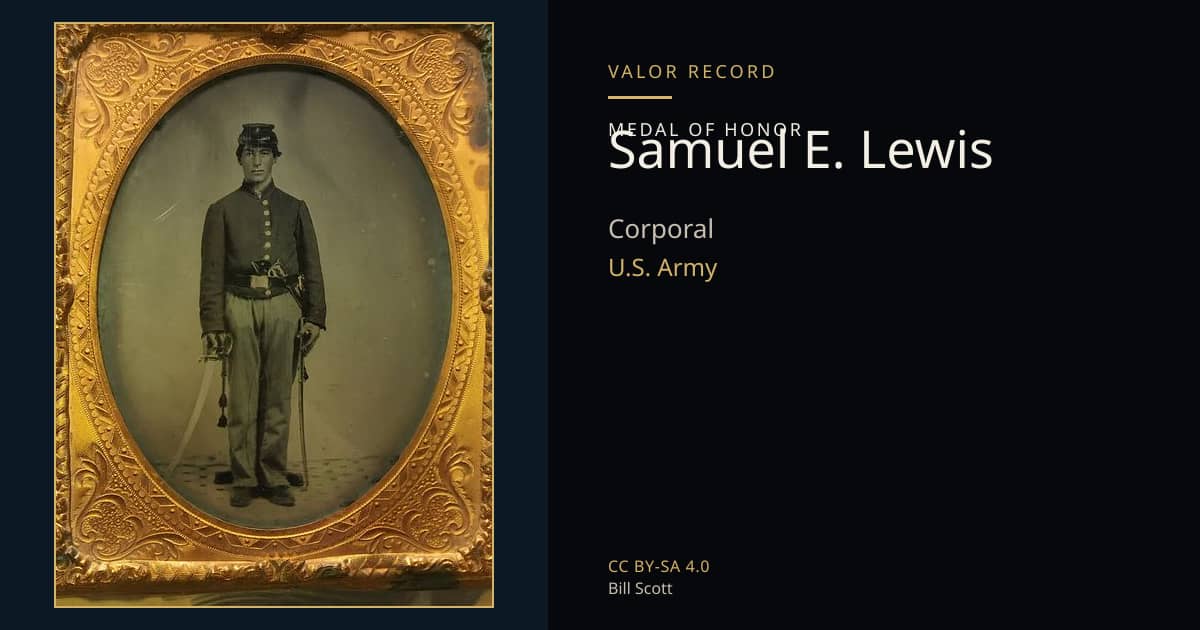 VALOR RECORD
MEDAL OF HONOR
Samuel E. Lewis
Corporal
U.S. Army
CC BY-SA 4.0
Bill Scott